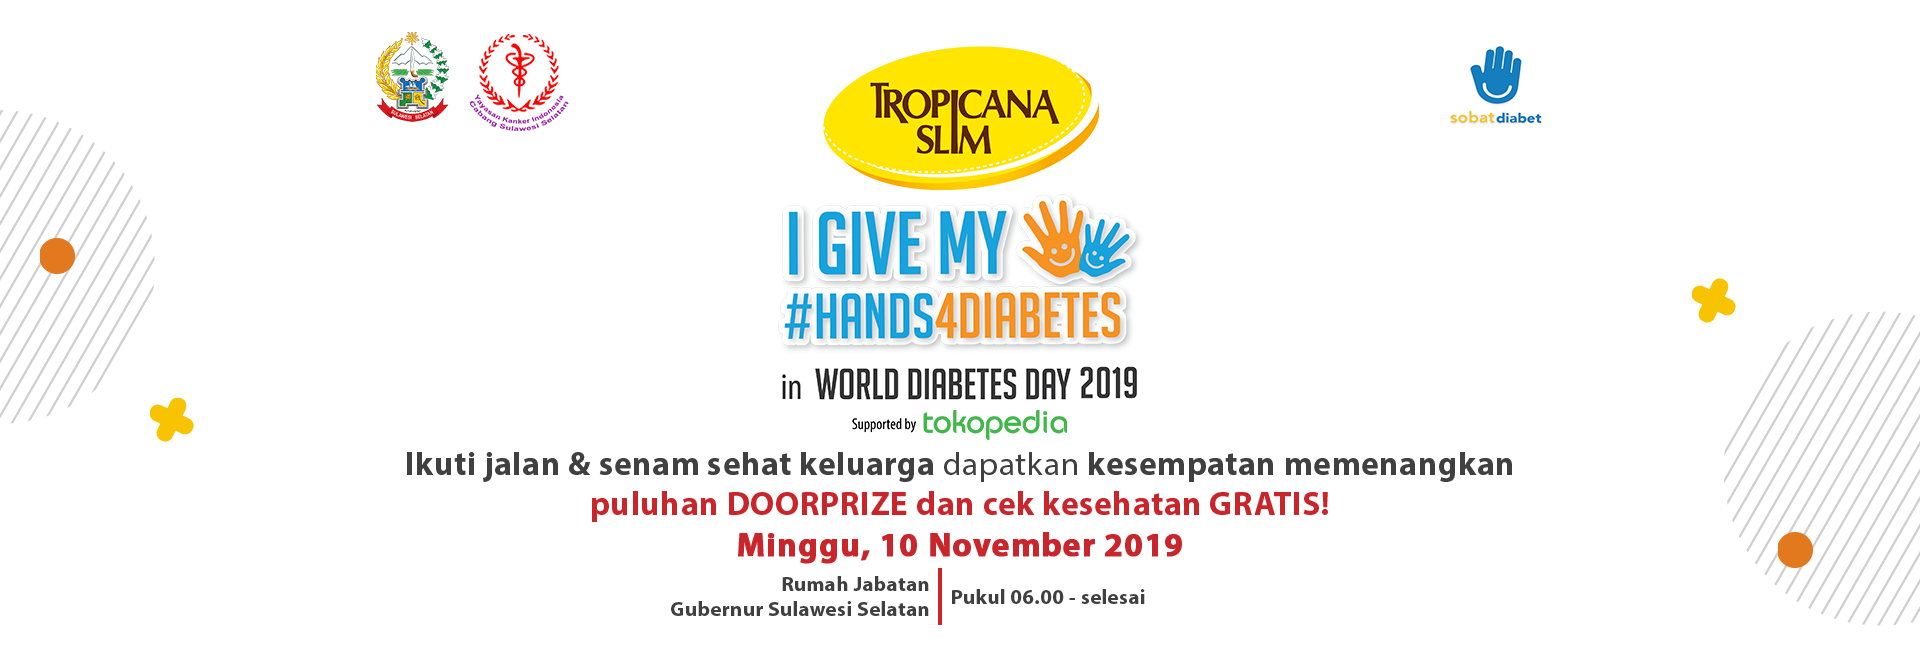 SULAWESI SELATAN
Yayasan Kanker Indonesia
Cabang Sulawesi Selatan
TROPICANA
SLIM
sobatdiabet
I GIVE MY
#HANDS4DIABETES
in WORLD DIABETES DAY 2019
Supported by tokopedia
Ikuti jalan & senam sehat keluarga dapatkan kesempatan memenangkan
puluhan DOORPRIZE dan cek kesehatan GRATIS!
Minggu, 10 November 2019
Rumah Jabatan
Gubernur Sulawesi Selatan
Pukul 06.00 - selesai